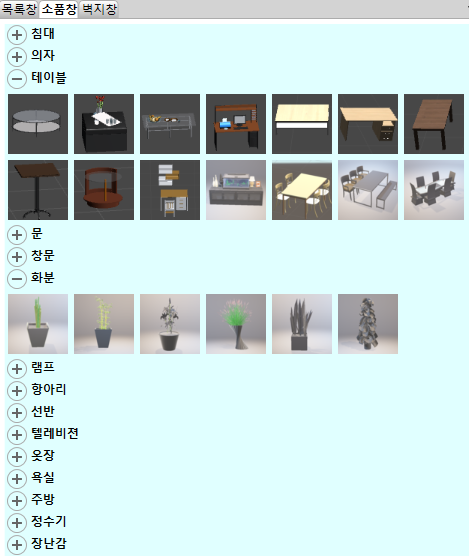 목록창 소품창 벽지창
침대
의자
테이블
문
창문
화분
램프
항아리
선반
텔레비젼
옷장
욕실
주방
정수기
장난감